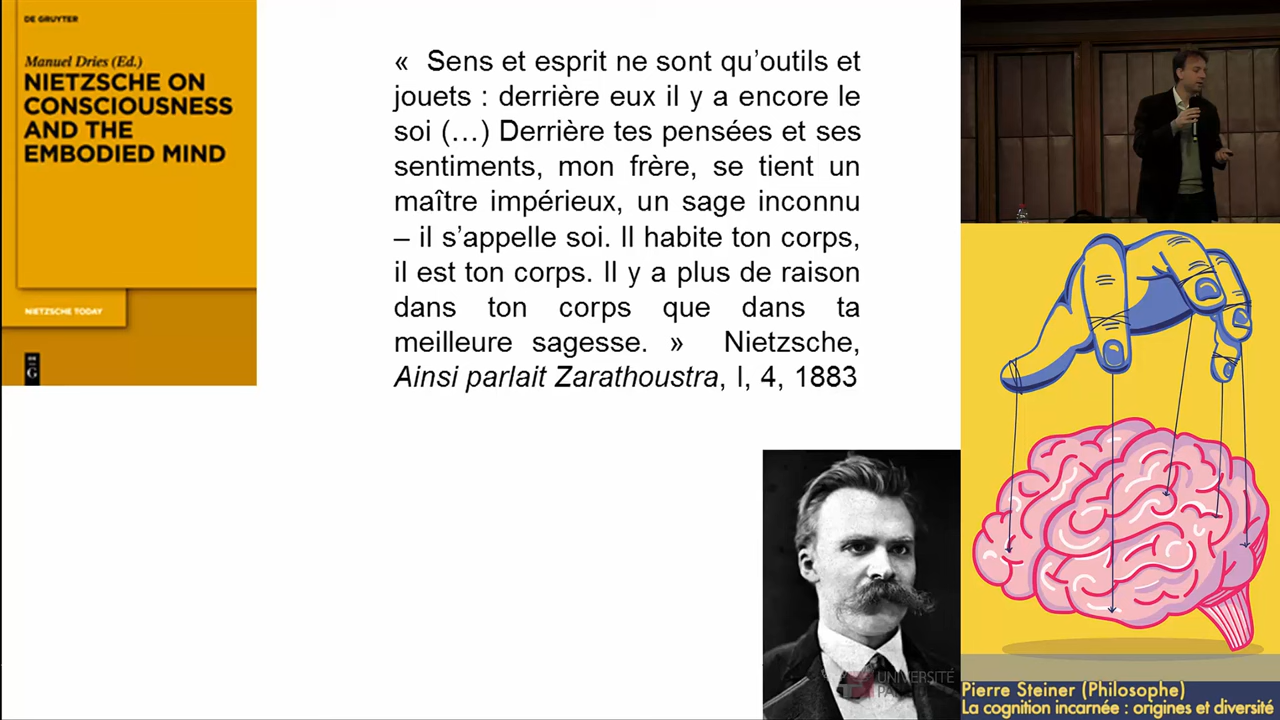 DE GRUYTER
Manuel Dries (Ed.)
NIETZSCHE ON
CONSCIOUSNESS
AND THE
EMBODIED MIND
NIETZSCHE TODAY
DE
G
« Sens et esprit ne sont qu’outils et
jouets : derrière eux il y a encore le
soi (…) Derrière tes pensées et ses
sentiments, mon frère, se tient un
maître impérieux, un sage inconnu
– il s’appelle soi. Il habite ton corps,
il est ton corps. Il y a plus de raison
dans ton corps que dans ta
meilleure sagesse. » Nietzsche,
Ainsi parlait Zarathoustra, I, 4, 1883
UNIVERSITÉ
Pierre Steiner (Philosophe)
La cognition incarnée : origines et diversité